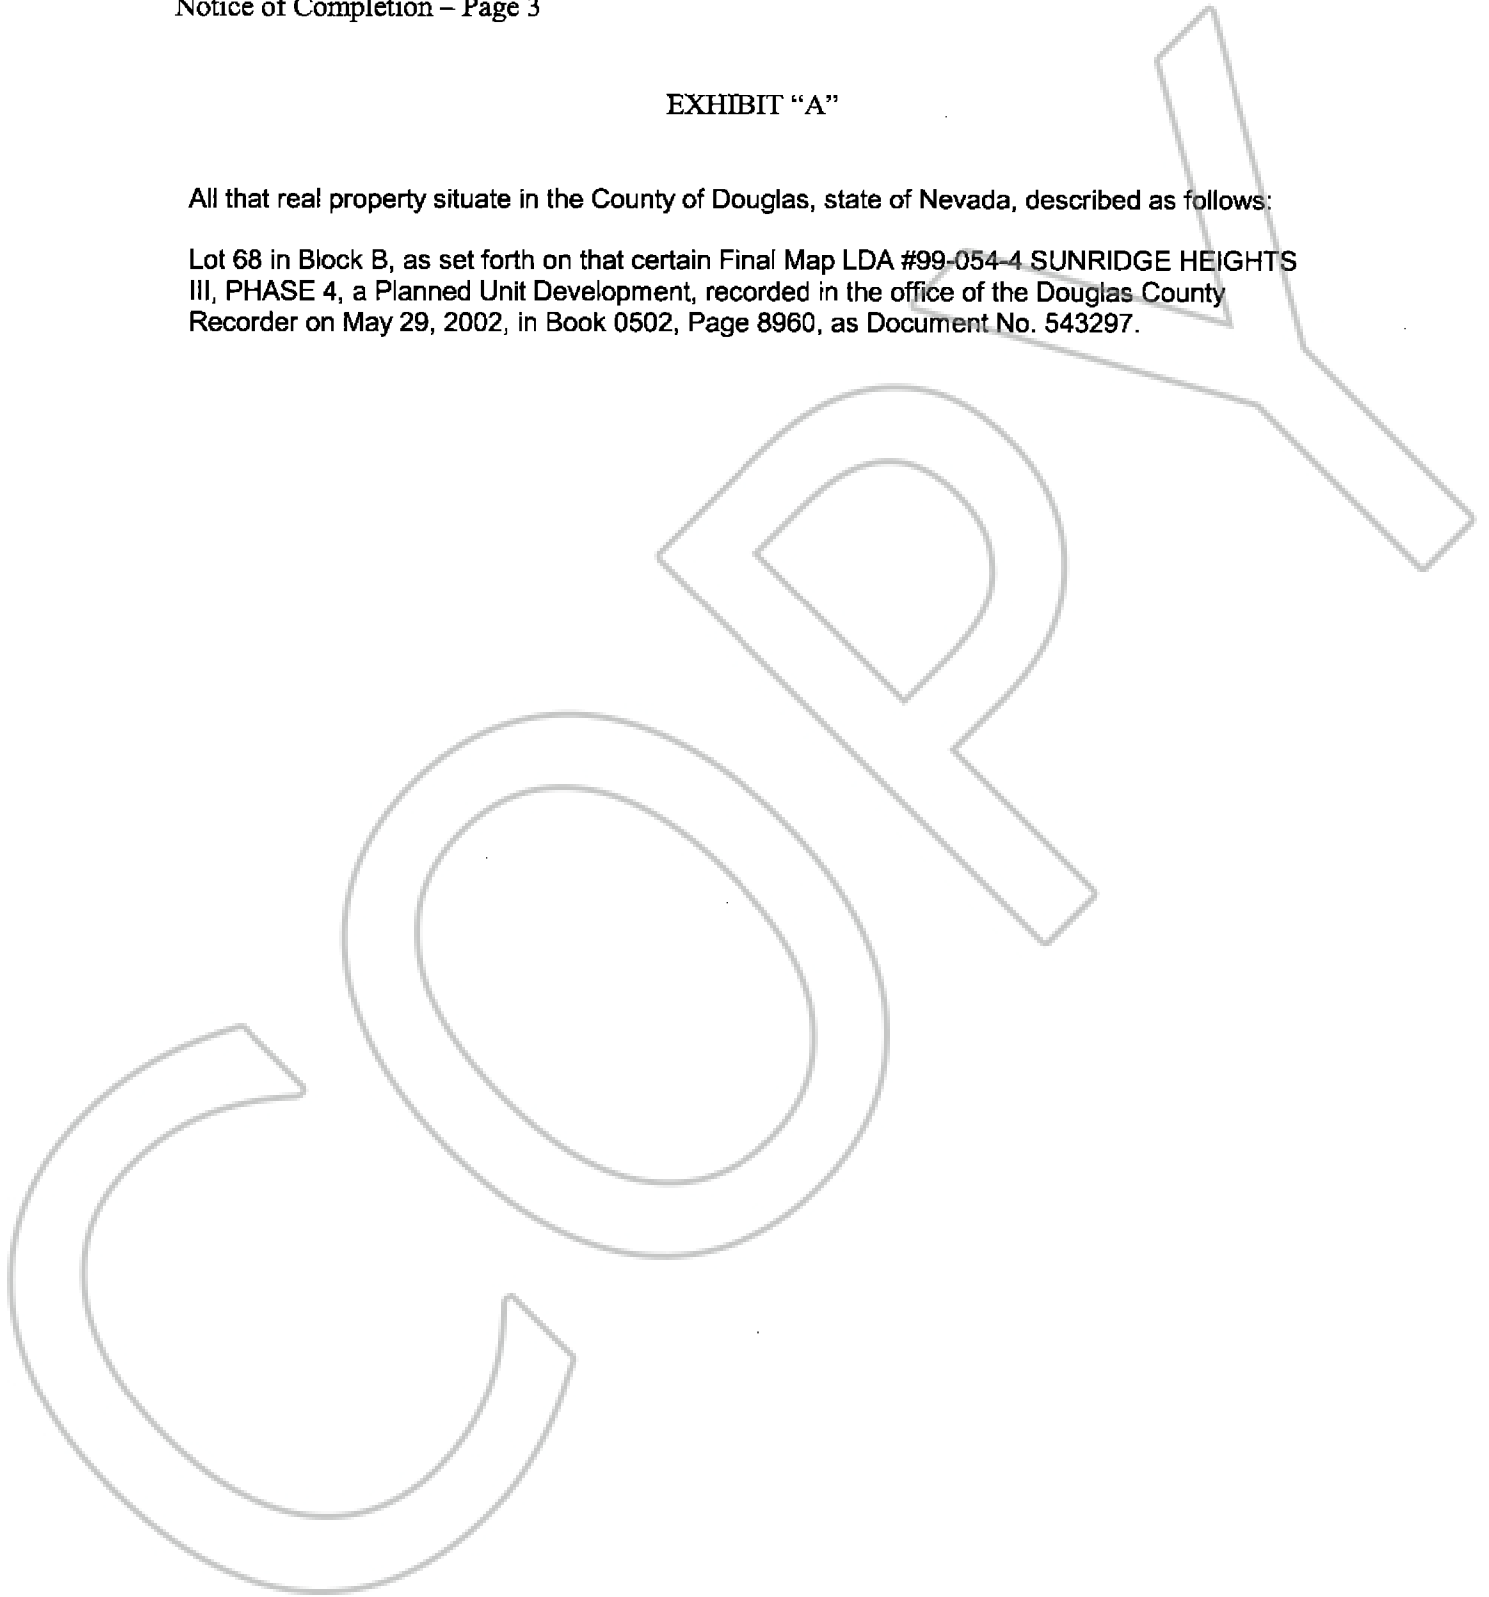 Notice of Completion – Page 3
EXHIBIT “A”
All that real property situate in the County of Douglas, state of Nevada, described as follows:
Lot 68 in Block B, as set forth on that certain Final Map LDA #99-054-4 SUNRIDGE HEIGHTS
III, PHASE 4, a Planned Unit Development, recorded in the office of the Douglas County
Recorder on May 29, 2002, in Book 0502, Page 8960, as Document No. 543297.
COPY